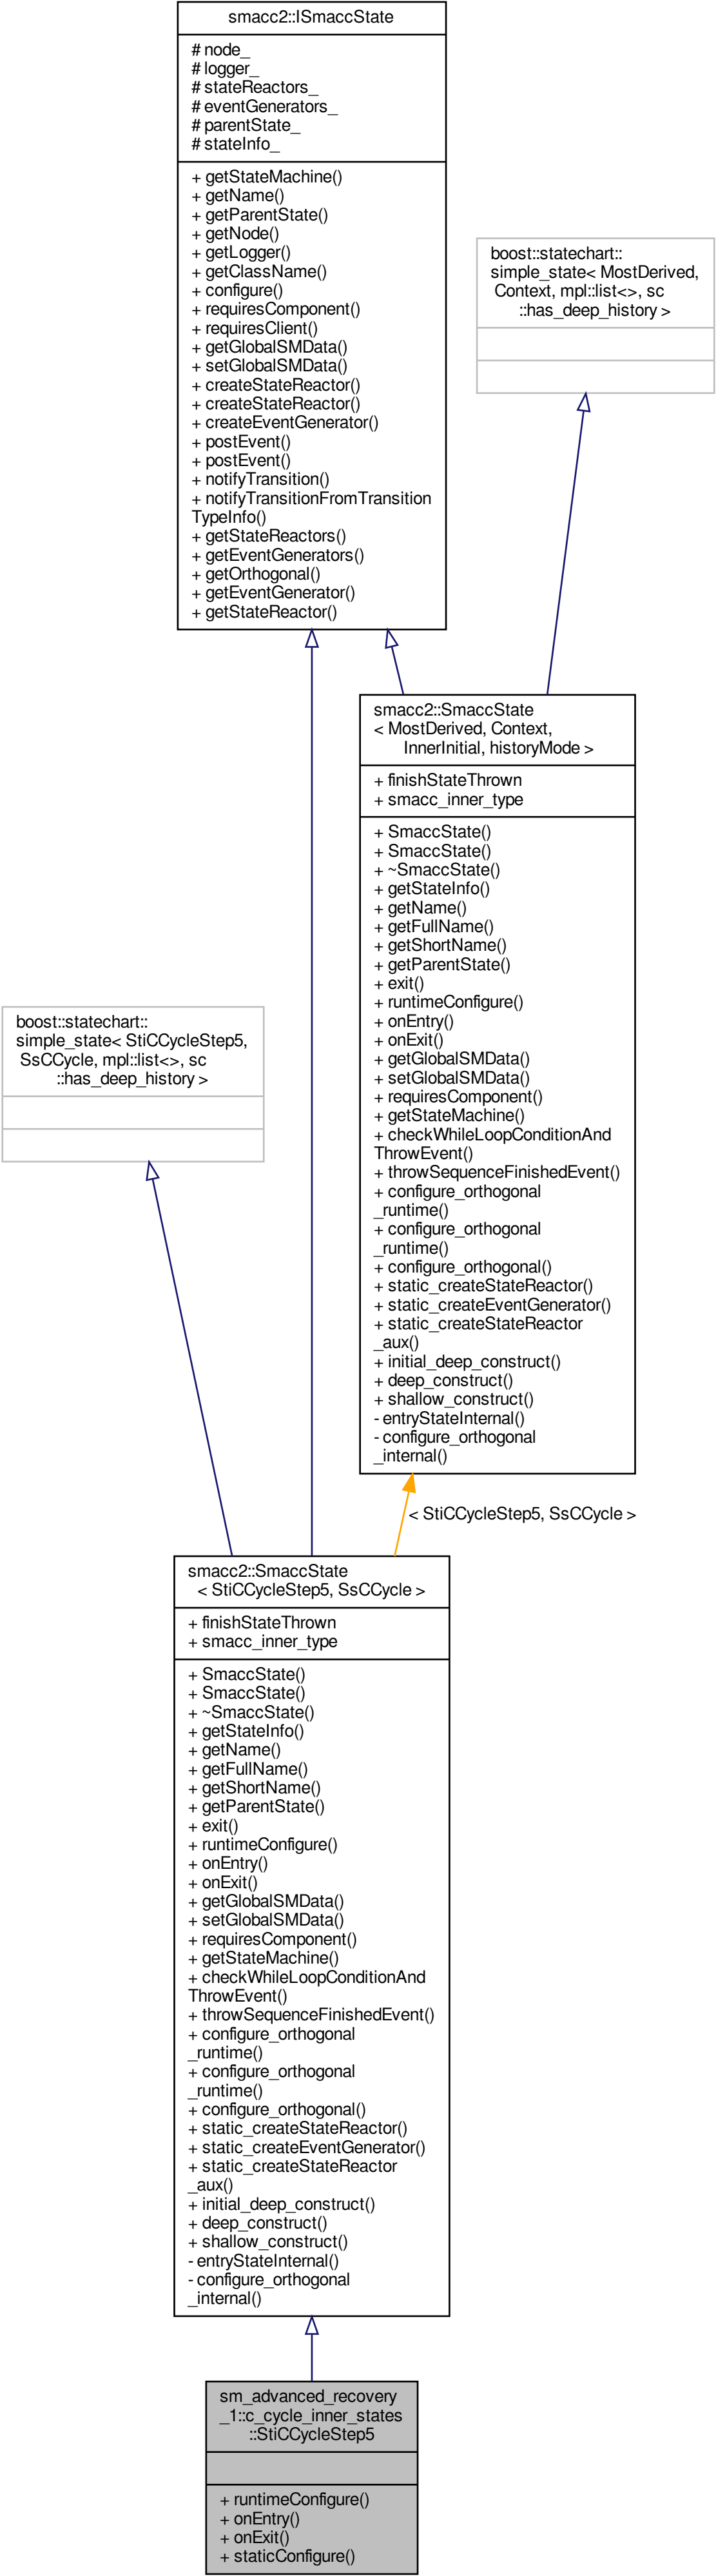 smacc2::ISmaccState
# node_
# logger_
# stateReactors_
# eventGenerators_
# parentState_
# stateInfo_
+ getStateMachine()
+ getName()
+ getParentState()
+ getNode()
+ getLogger()
+ getClassName()
+ configure()
+ requiresComponent()
+ requiresClient()
+ getGlobalSMData()
+ setGlobalSMData()
+ createStateReactor()
+ createStateReactor()
+ createEventGenerator()
+ postEvent()
+ postEvent()
+ notifyTransition()
+ notifyTransitionFromTransition
TypeInfo()
+ getStateReactors()
+ getEventGenerators()
+ getOrthogonal()
+ getEventGenerator()
+ getStateReactor()
boost::statechart::
simple_state< MostDerived,
Context, mpl::list<>, sc
::has_deep_history >
smacc2::SmaccState
< MostDerived, Context,
InnerInitial, historyMode >
+ finishStateThrown
+ smacc_inner_type
+ SmaccState()
+ SmaccState()
+ ~SmaccState()
+ getStateInfo()
+ getName()
+ getFullName()
+ getShortName()
+ getParentState()
+ exit()
+ runtimeConfigure()
+ onEntry()
+ onExit()
+ getGlobalSMData()
+ setGlobalSMData()
+ requiresComponent()
+ getStateMachine()
+ checkWhileLoopConditionAnd
ThrowEvent()
+ throwSequenceFinishedEvent()
+ configure_orthogonal
_runtime()
+ configure_orthogonal
_runtime()
+ configure_orthogonal()
+ static_createStateReactor()
+ static_createEventGenerator()
+ static_createStateReactor
_aux()
+ initial_deep_construct()
+ deep_construct()
+ shallow_construct()
- entryStateInternal()
- configure_orthogonal
_internal()
boost::statechart::
simple_state< StiCCycleStep5,
SsCCycle, mpl::list<>, sc
::has_deep_history >
< StiCCycleStep5, SsCCycle >
smacc2::SmaccState
< StiCCycleStep5, SsCCycle >
+ finishStateThrown
+ smacc_inner_type
+ SmaccState()
+ SmaccState()
+ ~SmaccState()
+ getStateInfo()
+ getName()
+ getFullName()
+ getShortName()
+ getParentState()
+ exit()
+ runtimeConfigure()
+ onEntry()
+ onExit()
+ getGlobalSMData()
+ setGlobalSMData()
+ requiresComponent()
+ getStateMachine()
+ checkWhileLoopConditionAnd
ThrowEvent()
+ throwSequenceFinishedEvent()
+ configure_orthogonal
_runtime()
+ configure_orthogonal
_runtime()
+ configure_orthogonal()
+ static_createStateReactor()
+ static_createEventGenerator()
+ static_createStateReactor
_aux()
+ initial_deep_construct()
+ deep_construct()
+ shallow_construct()
- entryStateInternal()
- configure_orthogonal
_internal()
sm_advanced_recovery
_1::c_cycle_inner_states
::StiCCycleStep5
+ runtimeConfigure()
+ onEntry()
+ onExit()
+ staticConfigure()